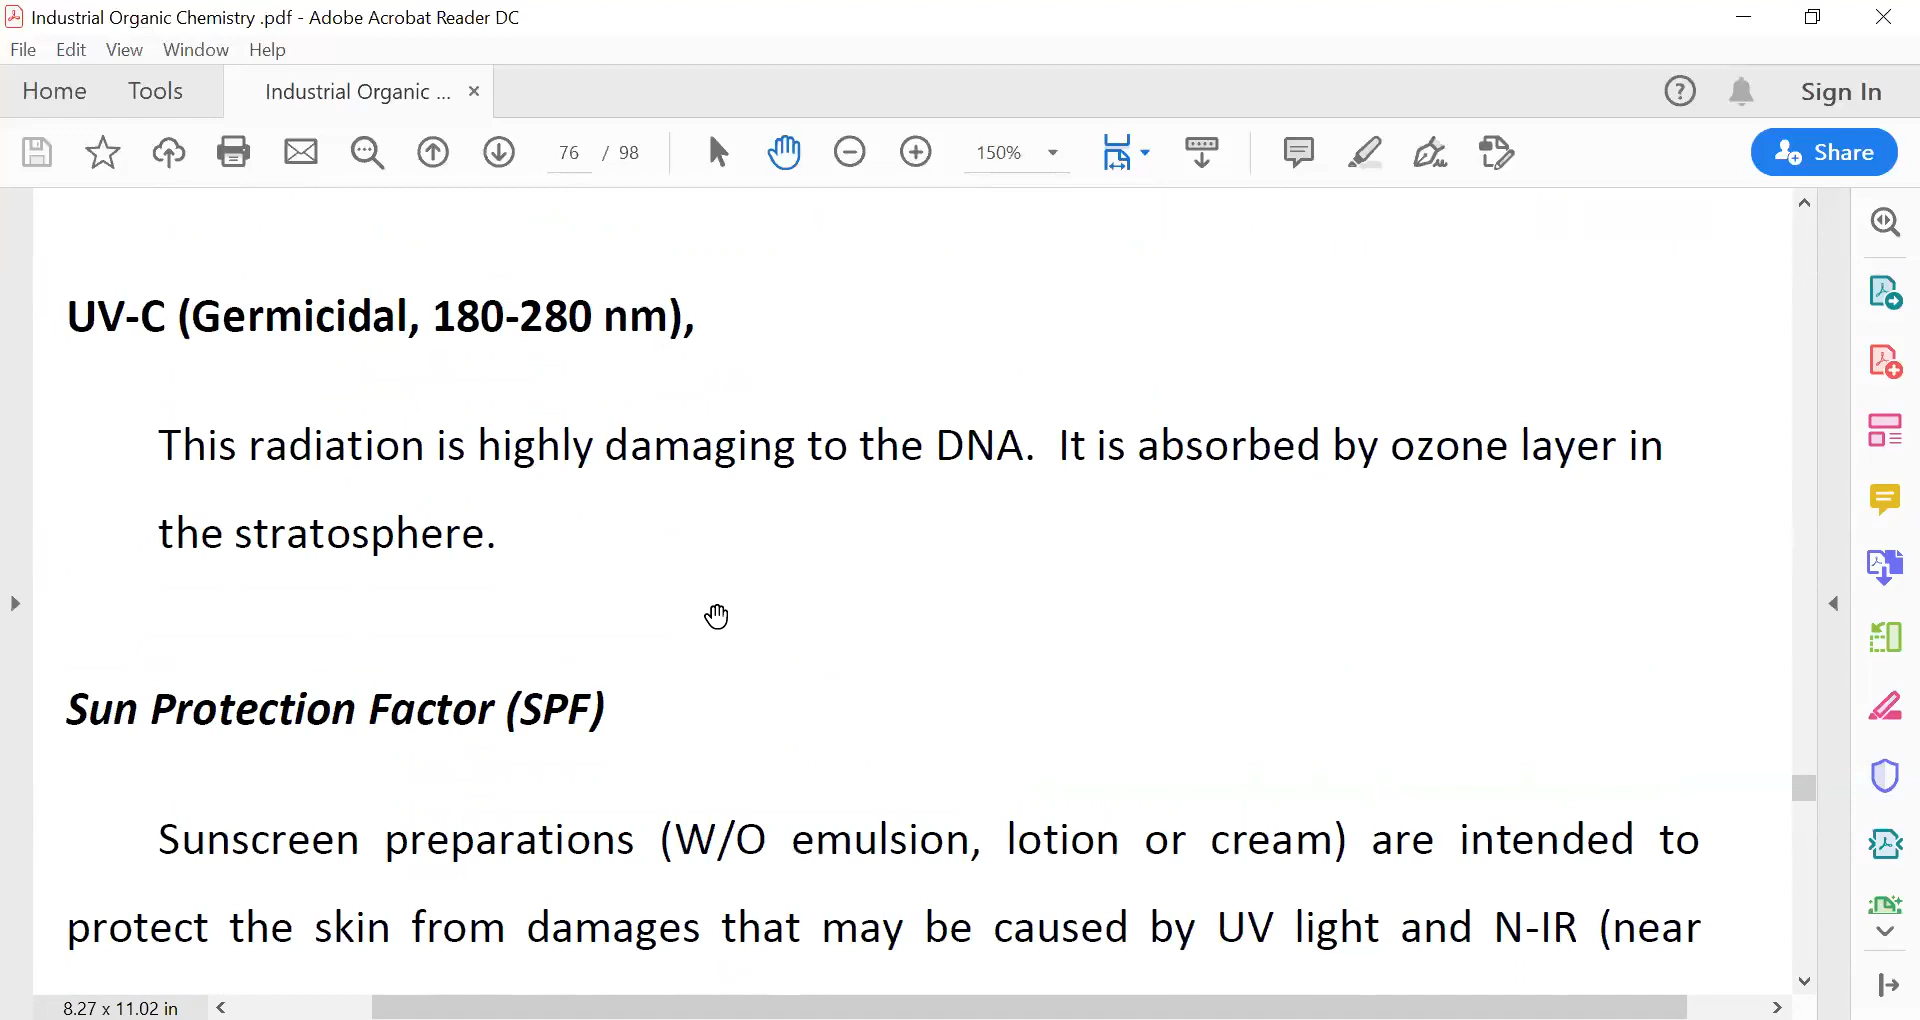 Industrial Organic Chemistry .pdf - Adobe Acrobat Reader DC
File Edit View Window Help
Home Tools Industrial Organic ... × Sign In
76 / 98 150% Share
UV-C (Germicidal, 180-280 nm),
This radiation is highly damaging to the DNA. It is absorbed by ozone layer in
the stratosphere.
Sun Protection Factor (SPF)
Sunscreen preparations (W/O emulsion, lotion or cream) are intended to
protect the skin from damages that may be caused by UV light and N-IR (near
8.27 x 11.02 in